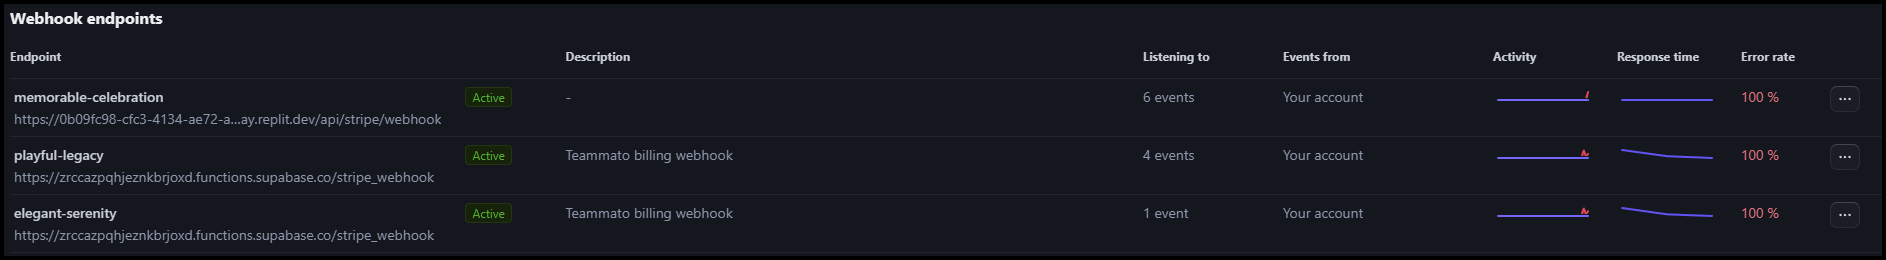 Webhook endpoints
Endpoint Description Listening to Events from Activity Response time Error rate
memorable-celebration Active - 6 events Your account 100 % ...
https://0b09fc98-cfc3-4134-ae72-a...ay.replit.dev/api/stripe/webhook
playful-legacy Active Teammato billing webhook 4 events Your account 100 % ...
https://zrccazpqhjeznkbrjoxd.functions.supabase.co/stripe_webhook
elegant-serenity Active Teammato billing webhook 1 event Your account 100 % ...
https://zrccazpqhjeznkbrjoxd.functions.supabase.co/stripe_webhook